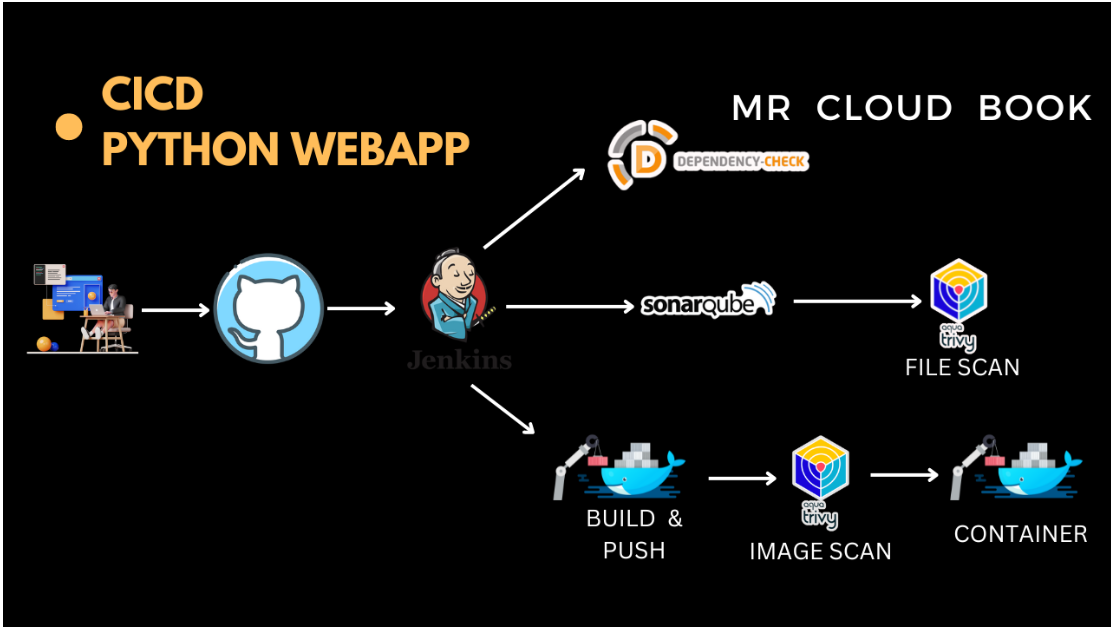 CICD
PYTHON WEBAPP
MR CLOUD BOOK
D DEPENDENCY-CHECK
Jenkins
sonarqube
aqua
trivy
FILE SCAN
BUILD &
PUSH
aqua
trivy
IMAGE SCAN
CONTAINER